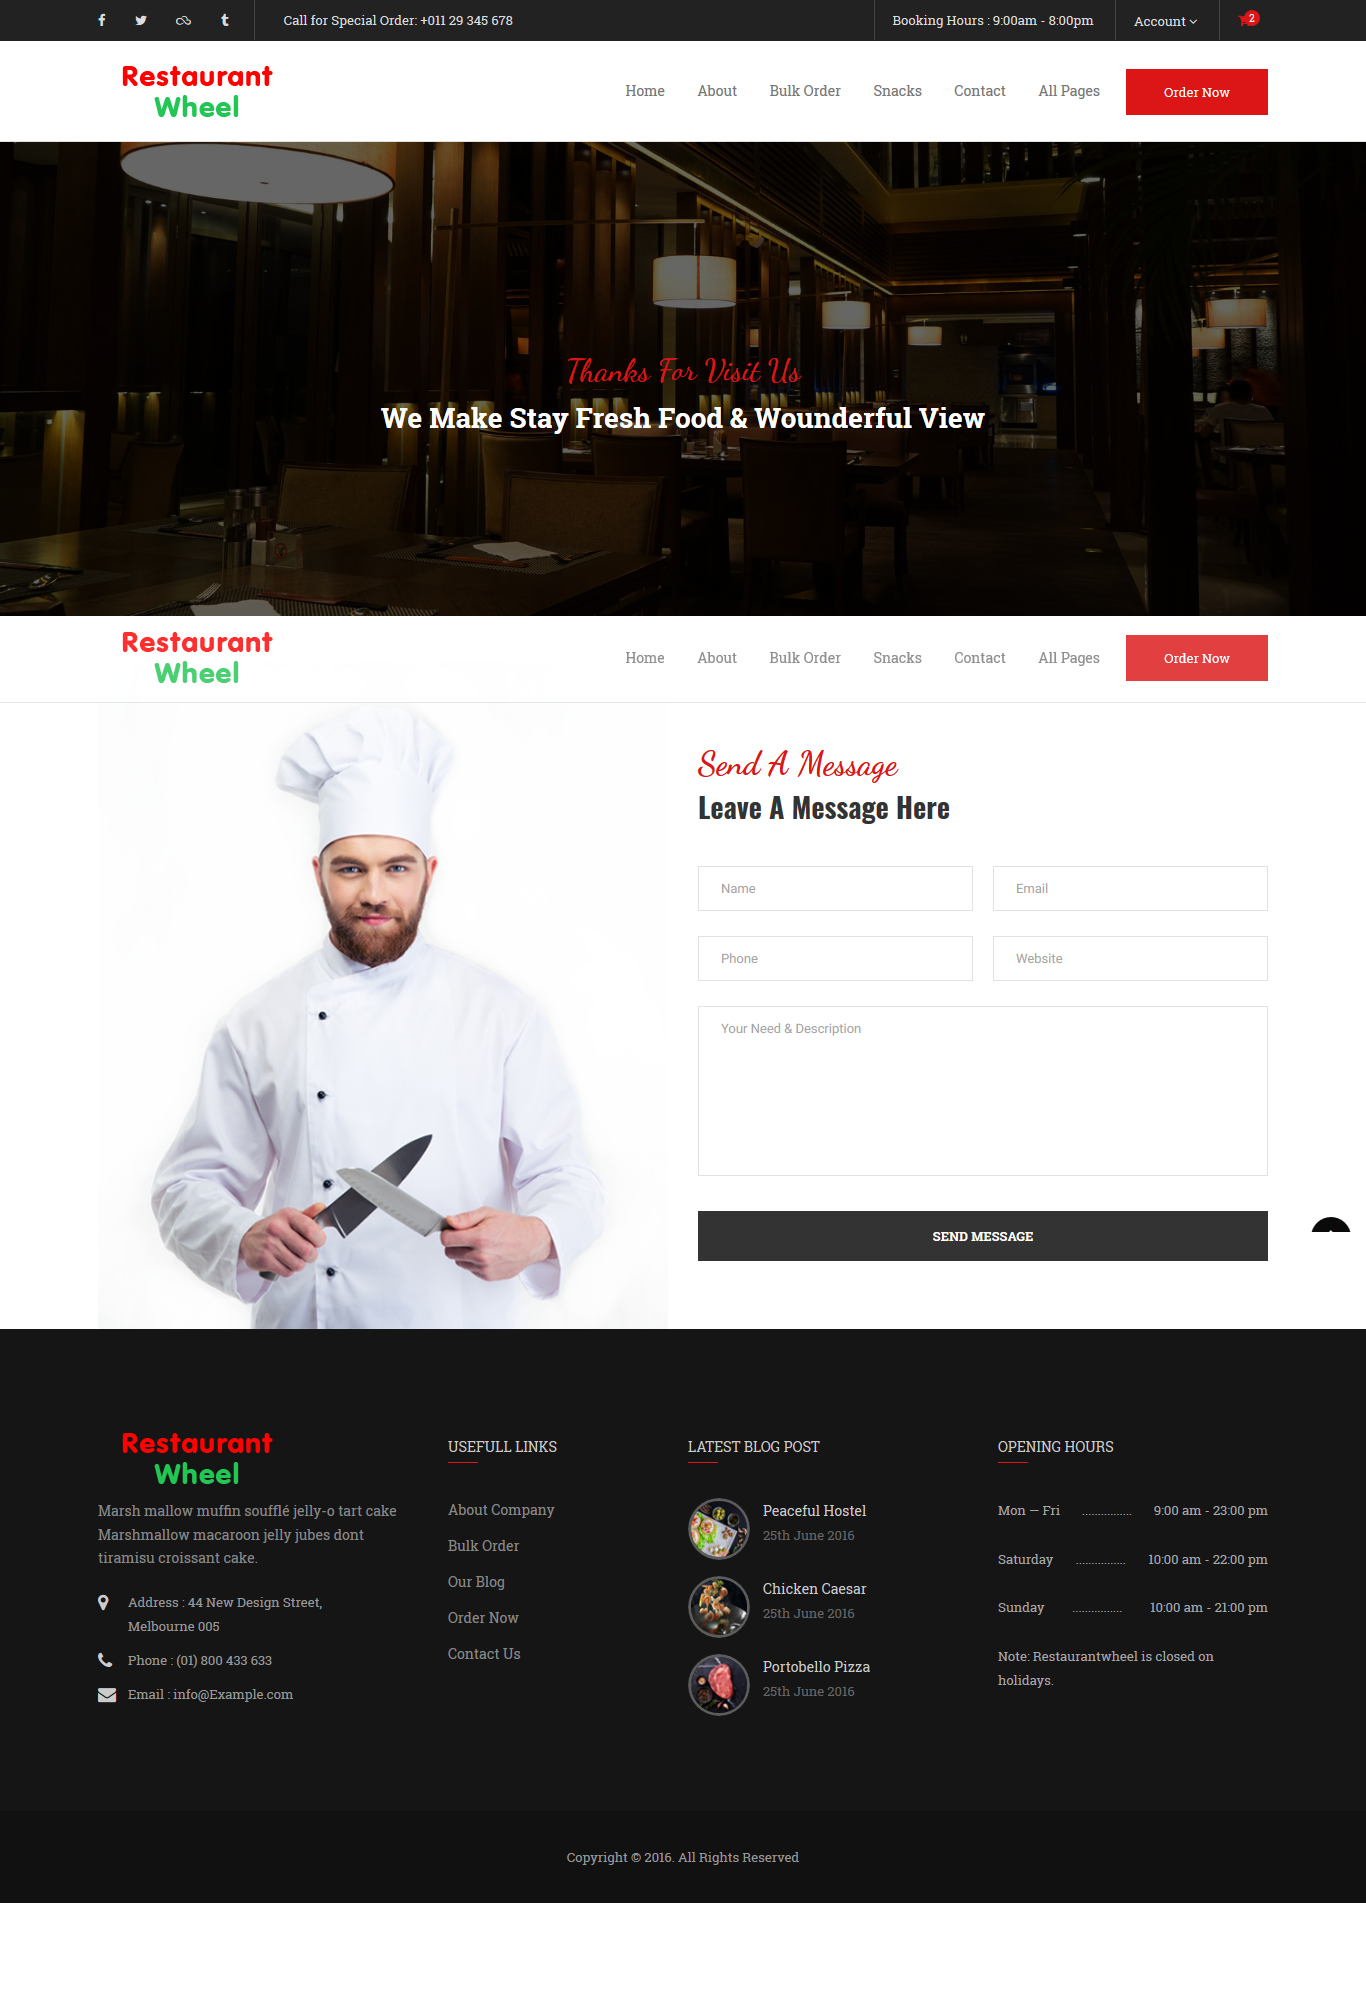 Call for Special Order: +011 29 345 678
Booking Hours : 9:00am - 8:00pm
Account
2
Restaurant
Wheel
Home
About
Bulk Order
Snacks
Contact
All Pages
Order Now
Thanks For Visit Us
We Make Stay Fresh Food & Wounderful View
Restaurant
Wheel
Home
About
Bulk Order
Snacks
Contact
All Pages
Order Now
Send A Message
Leave A Message Here
Name
Email
Phone
Website
Your Need & Description
SEND MESSAGE
Restaurant
Wheel
Marsh mallow muffin soufflé jelly-o tart cake
Marshmallow macaroon jelly jubes dont
tiramisu croissant cake.
Address : 44 New Design Street,
Melbourne 005
Phone : (01) 800 433 633
Email : info@Example.com
USEFULL LINKS
About Company
Bulk Order
Our Blog
Order Now
Contact Us
LATEST BLOG POST
Peaceful Hostel
25th June 2016
Chicken Caesar
25th June 2016
Portobello Pizza
25th June 2016
OPENING HOURS
Mon — Fri ................ 9:00 am - 23:00 pm
Saturday ................ 10:00 am - 22:00 pm
Sunday ................ 10:00 am - 21:00 pm
Note: Restaurantwheel is closed on
holidays.
Copyright © 2016. All Rights Reserved